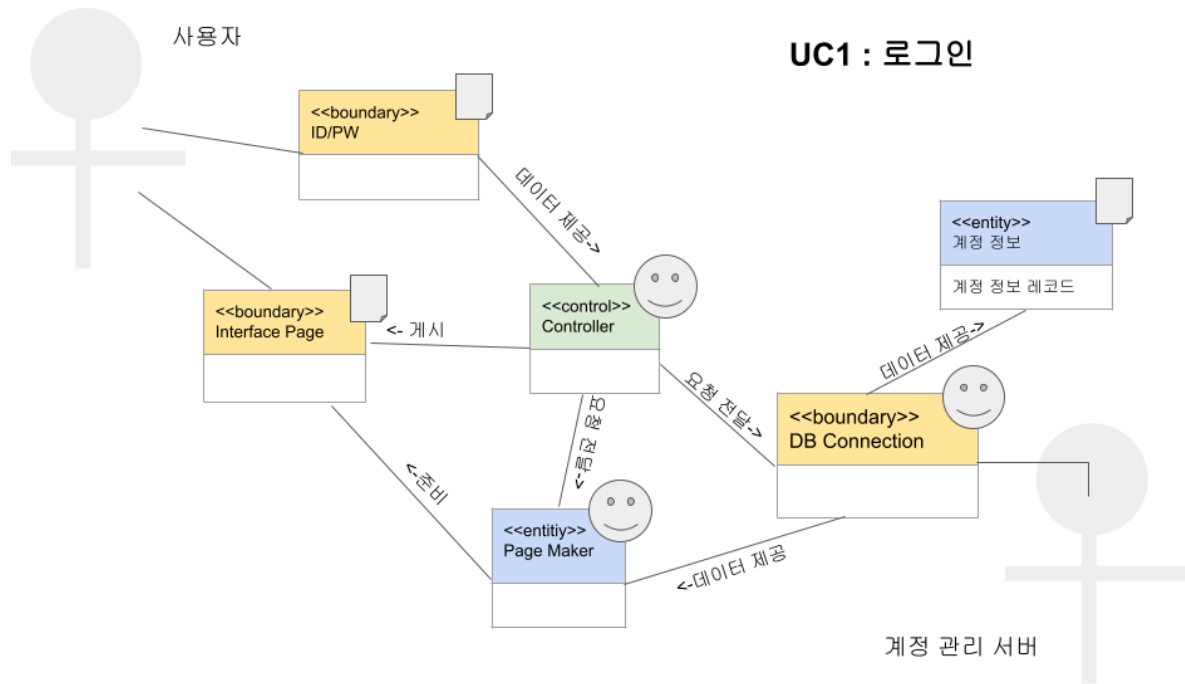 사용자
UC1 : 로그인
<<boundary>>
ID/PW
데이터 제공->
<<entity>>
계정 정보
계정 정보 레코드
<<boundary>>
Interface Page
<- 게시
<<control>>
Controller
데이터 제공->
요청 전달->
요청 전달->
<<boundary>>
DB Connection
<-준비
<<entitiy>>
Page Maker
<-데이터 제공
계정 관리 서버